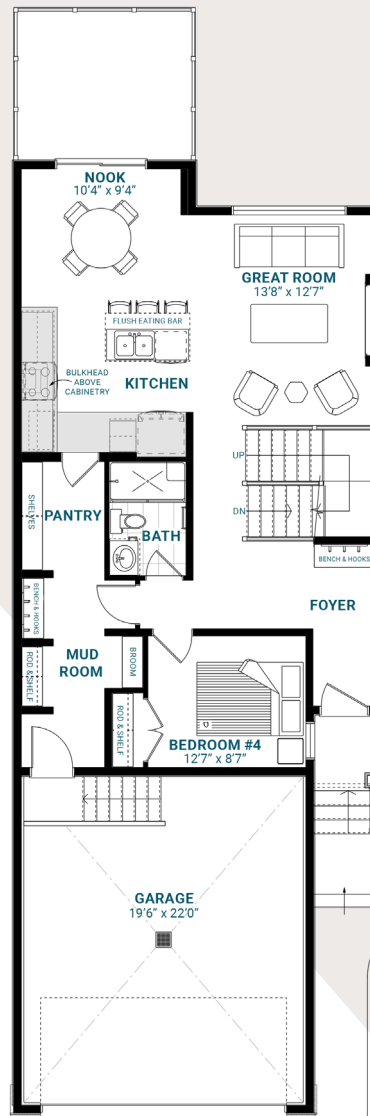 NOOK
10'4" x 9'4"
GREAT ROOM
13'8" x 12'7"
FLUSH EATING BAR
BULKHEAD
ABOVE
CABINETRY
KITCHEN
UP
DN
SHELVES
PANTRY
BATH
BENCH & HOOKS
BENCH & HOOKS
FOYER
MUD
ROOM
BROOM
ROD & SHELF
ROD & SHELF
BEDROOM #4
12'7" x 8'7"
GARAGE
19'6" x 22'0"